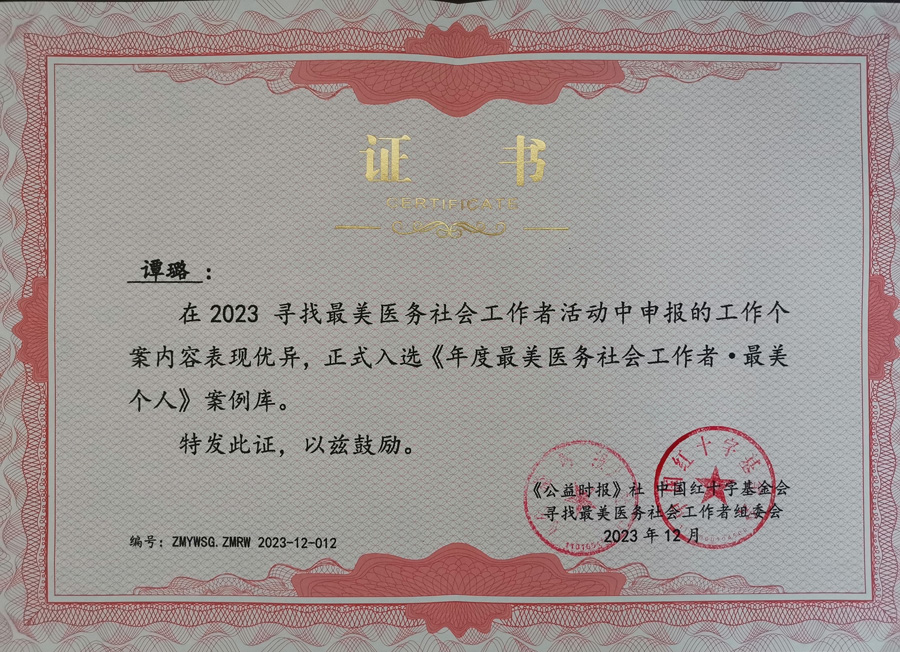 证 书
CERTIFICATE
谭璐：
在2023 寻找最美医务社会工作者活动中申报的工作个
案内容表现优异，正式入选《年度最美医务社会工作者·最美
个人》案例库。
特发此证，以兹鼓励。
《公益时报》社 中国红十字基金会
寻找最美医务社会工作者组委会
2023 年 12 月
编号：ZMYWSG.ZMRW 2023-12-012